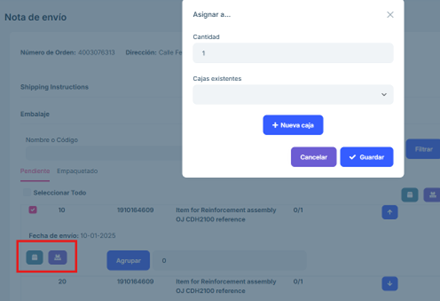 Nota de envío
Asignar a...
Número de Orden: 4003076313 Dirección: Calle Fe
Cantidad
1
Shipping Instructions
Cajas existentes
Embalaje
Nombre o Código
+ Nueva caja
Filtrar
Cancelar
Guardar
Pendiente Empaquetado
Seleccionar Todo
10 1910164609 Item for Reinforcement assembly 0/1
OJ CDH2100 reference
Fecha de envío: 10-01-2025
Agrupar 0
20 1910164609 Item for Reinforcement assembly 0/1
OJ CDH2100 reference